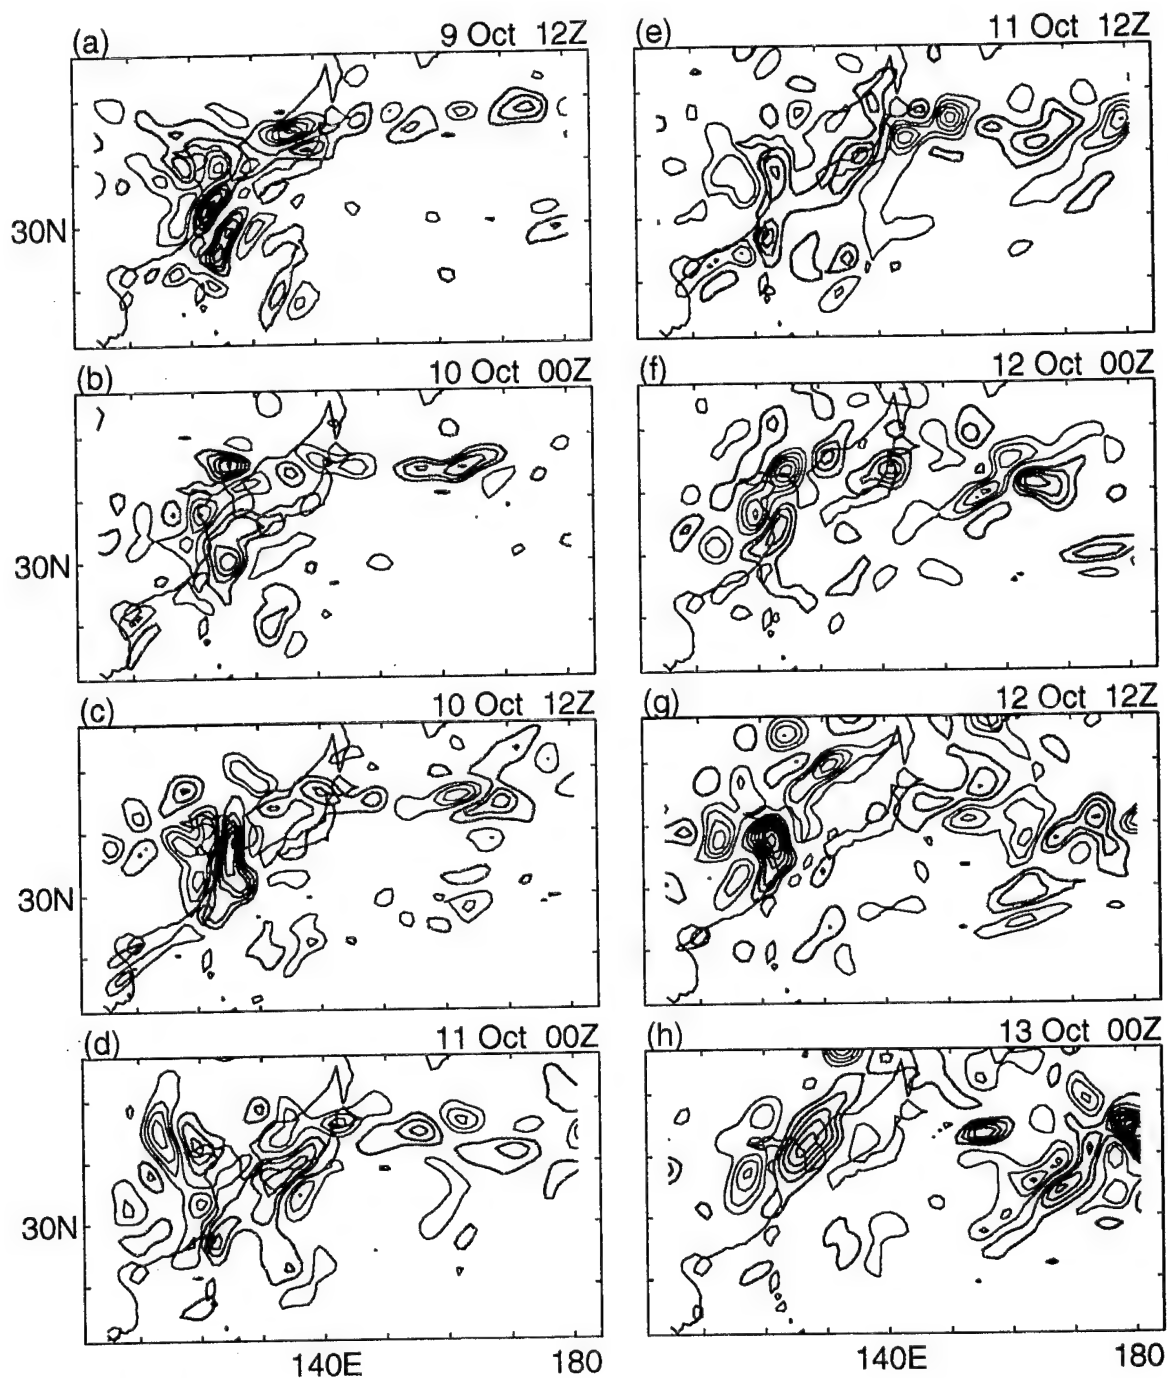 (a) 9 Oct 12Z
30N
(b) 10 Oct 00Z
30N
(c) 10 Oct 12Z
30N
(d) 11 Oct 00Z
30N
140E 180
(e) 11 Oct 12Z
(f) 12 Oct 00Z
(g) 12 Oct 12Z
(h) 13 Oct 00Z
140E 180